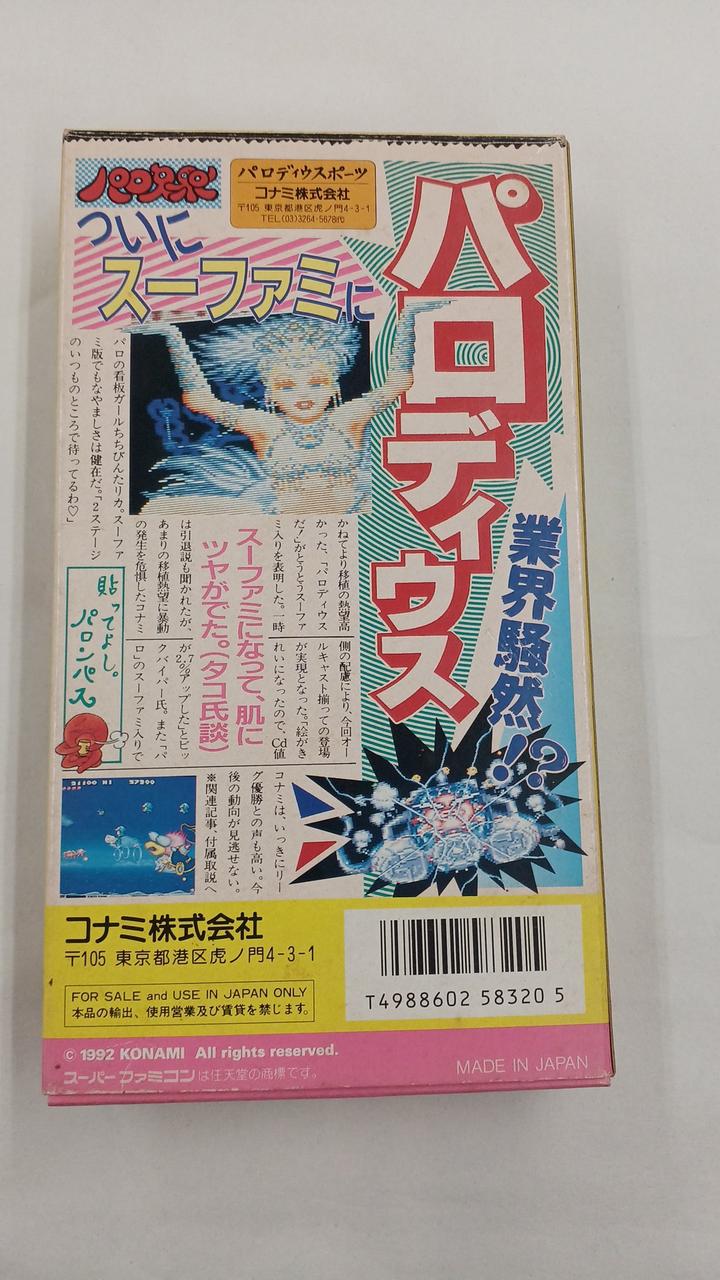 パロ界
パロディウスポーツ
コナミ株式会社
〒105 東京都港区虎ノ門4-3-1
TEL(03)3264-5678代
ついに
スーファミに
パロディウス
業界騒然!?
パロの看板ガールちちびんたリカ。スーファ
ミ版でもなやましさは健在だ。「2ステージ
のいつものところで待ってるわ♡」
スーファミになって、肌に
ツヤがでた。(タコ氏談)
かねてより移植の熱望高
かった、「パロディウス
だ!」がとうとうスーファ
ミ入りを表明した。一時
は引退説も聞かれたが、
あまりの移植熱望に暴動
の発生を危惧したコナミ
側の配慮により、今回オー
ルキャスト揃っての登場
が実現となった。「絵がき
れいになったので、Cd値
が、7%アップした」とビッ
クバイパー氏。また「パ
ロ」のスーファミ入りで
コナミは、いっきにリー
グ優勝との声も高い。今
後の動向が見逃せない。
※関連記事、付属取説へ
貼ってよし。
パロンパス
コナミ株式会社
〒105 東京都港区虎ノ門4-3-1
FOR SALE and USE IN JAPAN ONLY
本品の輸出、使用営業及び賃貸を禁じます。
T4988602 58320 5
© 1992 KONAMI All rights reserved.
スーパーファミコンは任天堂の商標です。
MADE IN JAPAN